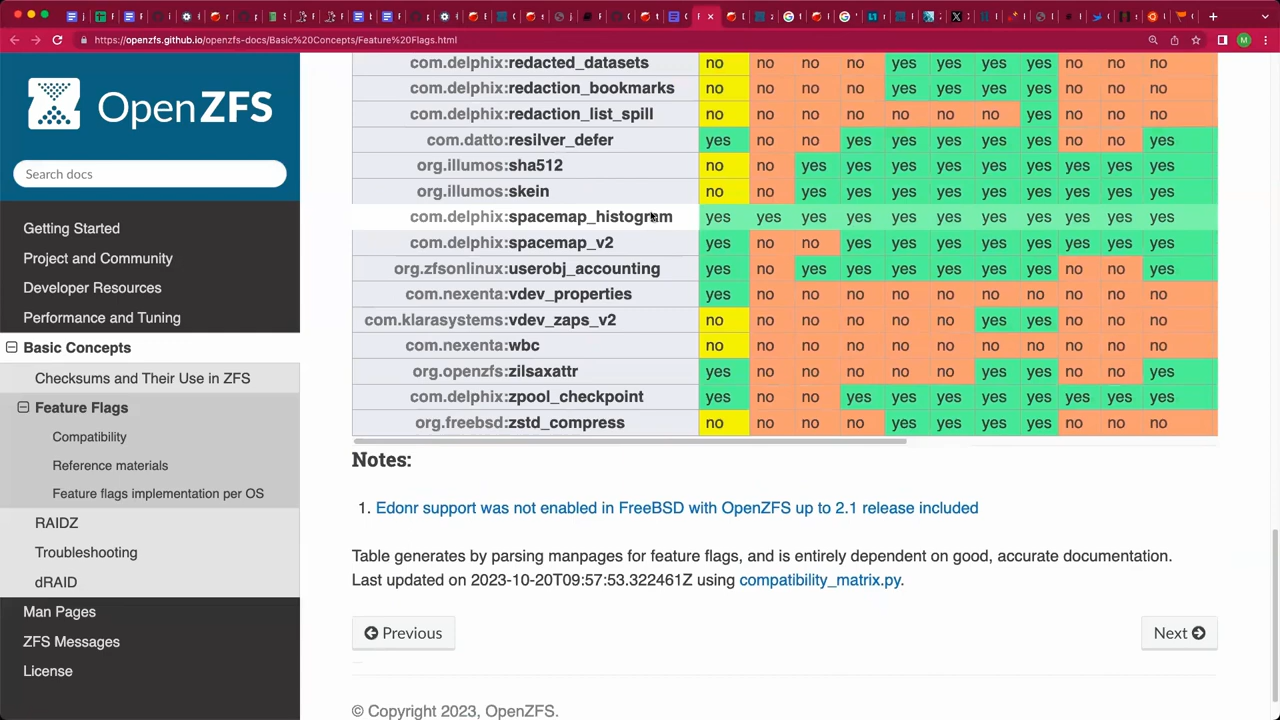 https://openzfs.github.io/openzfs-docs/Basic%20Concepts/Feature%20Flags.html
M
OpenZFS
Search docs
Getting Started
Project and Community
Developer Resources
Performance and Tuning
Basic Concepts
Checksums and Their Use in ZFS
Feature Flags
Compatibility
Reference materials
Feature flags implementation per OS
RAIDZ
Troubleshooting
dRAID
Man Pages
ZFS Messages
License
com.delphix:redacted_datasets no no no no yes yes yes yes no no no
com.delphix:redaction_bookmarks no no no no yes yes yes yes no no no
com.delphix:redaction_list_spill no no no no no no no yes no no no
com.datto:resilver_defer yes no no yes yes yes yes yes no no yes
org.illumos:sha512 no no yes yes yes yes yes yes yes yes yes
org.illumos:skein no no yes yes yes yes yes yes yes yes yes
com.delphix:spacemap_histogram yes yes yes yes yes yes yes yes yes yes yes
com.delphix:spacemap_v2 yes no no yes yes yes yes yes yes yes yes
org.zfsonlinux:userobj_accounting yes no yes yes yes yes yes yes no no yes
com.nexenta:vdev_properties yes no no no no no no no no no no
com.klarasystems:vdev_zaps_v2 no no no no no no yes yes no no no
com.nexenta:wbc no no no no no no no no no no no
org.openzfs:zilsaxattr yes no no no no no yes yes no no yes
com.delphix:zpool_checkpoint yes no no yes yes yes yes yes yes yes yes
org.freebsd:zstd_compress no no no no yes yes yes yes no no no
Notes:
1. Edonr support was not enabled in FreeBSD with OpenZFS up to 2.1 release included
Table generates by parsing manpages for feature flags, and is entirely dependent on good, accurate documentation.
Last updated on 2023-10-20T09:57:53.322461Z using compatibility_matrix.py.
Previous
Next
© Copyright 2023, OpenZFS.